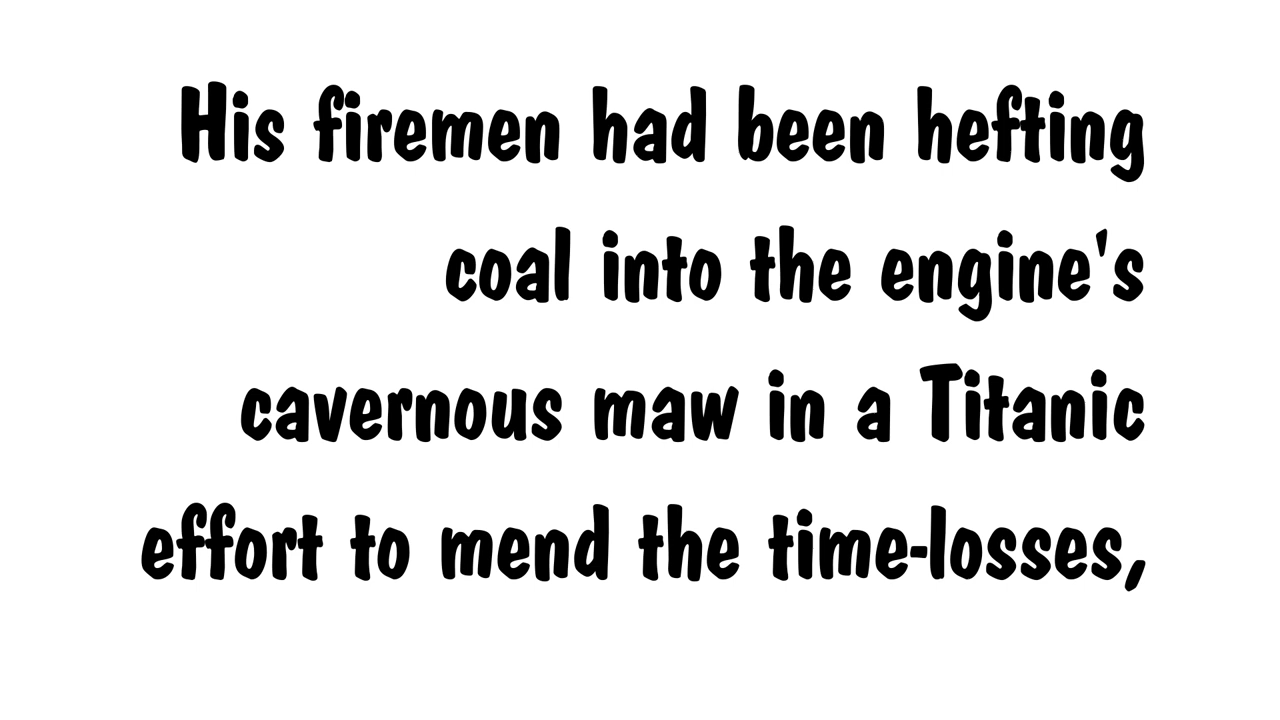 His firemen had been hefting
coal into the engine's
cavernous maw in a Titanic
effort to mend the time-losses,